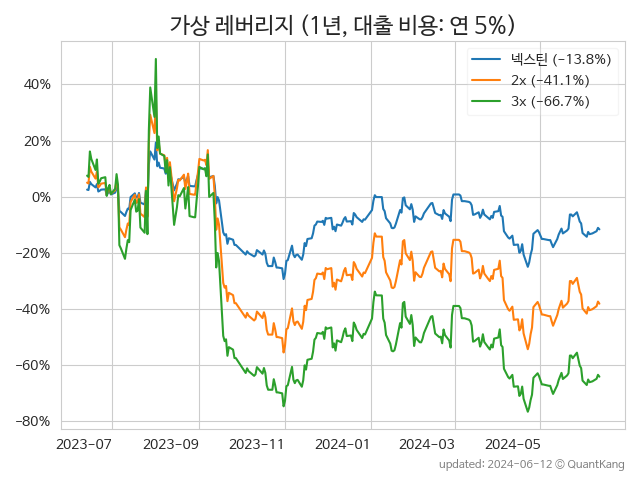 가상 레버리지 (1년, 대출 비용: 연 5%)
넥스틴 (−13.8%)
2x (−41.1%)
3x (−66.7%)
40%
20%
0%
−20%
−40%
−60%
−80%
2023-07
2023-09
2023-11
2024-01
2024-03
2024-05
updated: 2024-06-12 © QuantKang